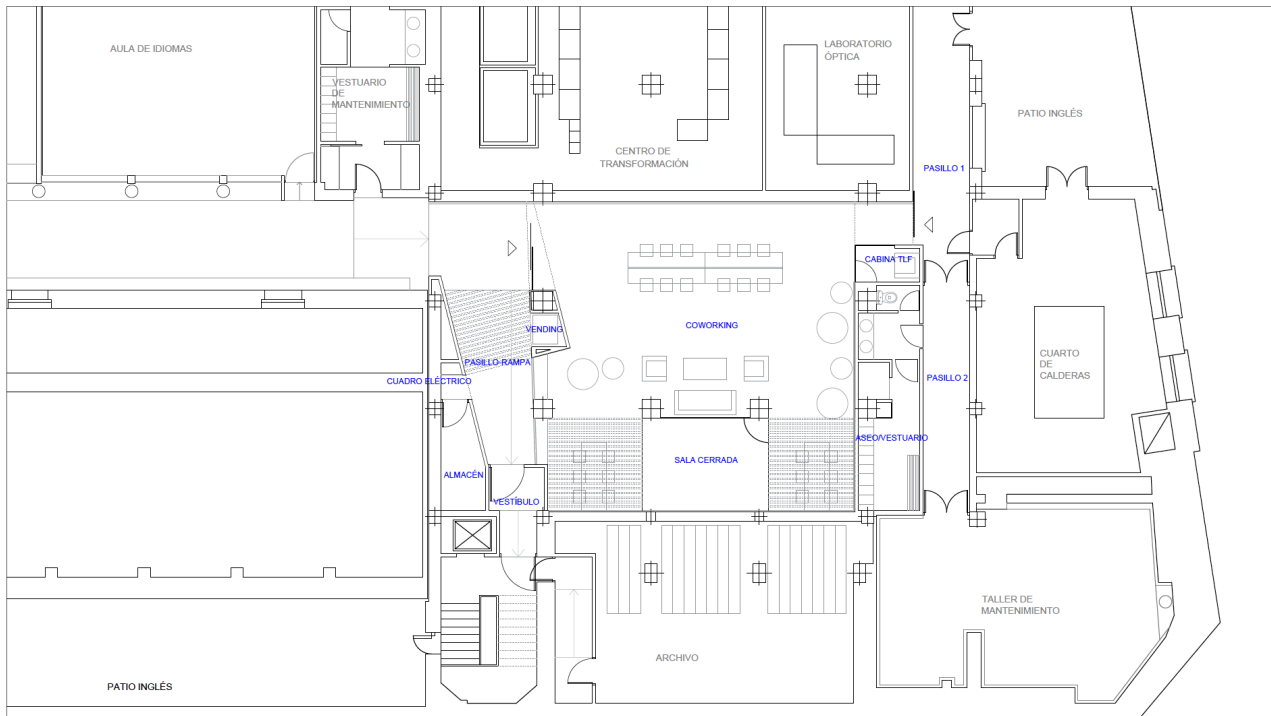 AULA DE IDIOMAS
LABORATORIO
ÓPTICA
VESTUARIO
DE
MANTENIMIENTO
PATIO INGLÉS
CENTRO DE
TRANSFORMACIÓN
PASILLO 1
CABINA TLF
VENDING
COWORKING
PASILLO-RAMPA
CUARTO
DE
CALDERAS
CUADRO ELÉCTRICO
PASILLO 2
ASEO/VESTUARIO
SALA CERRADA
ALMACÉN
VESTÍBULO
TALLER DE
MANTENIMIENTO
ARCHIVO
PATIO INGLÉS